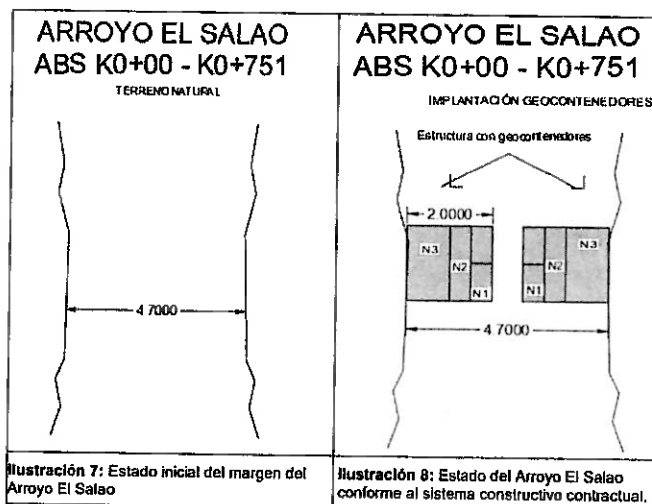 ARROYO EL SALAO
ABS K0+00 - K0+751
TERRENO NATURAL
4.7000
Ilustración 7: Estado inicial del margen del
Arroyo El Salao
ARROYO EL SALAO
ABS K0+00 - K0+751
IMPLANTACIÓN GEOCONTENEDORES
Estructura con geocontenedores
2.0000
N3
N2
N1
N1
N2
N3
4.7000
Ilustración 8: Estado del Arroyo El Salao
conforme al sistema constructivo contractual.